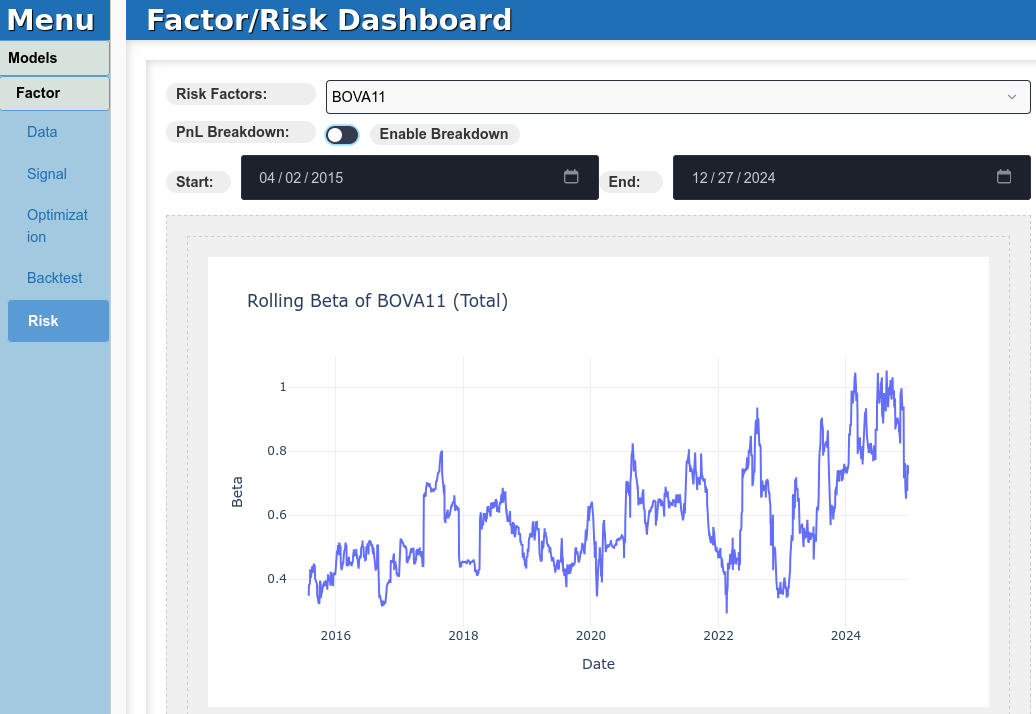 Menu
Factor/Risk Dashboard
Models
Factor
Data
Signal
Optimizat
ion
Backtest
Risk
Risk Factors:
BOVA11
PnL Breakdown:
Enable Breakdown
Start:
04/02/2015
End:
12/27/2024
Rolling Beta of BOVA11 (Total)
1
0.8
0.6
0.4
Beta
2016
2018
2020
2022
2024
Date